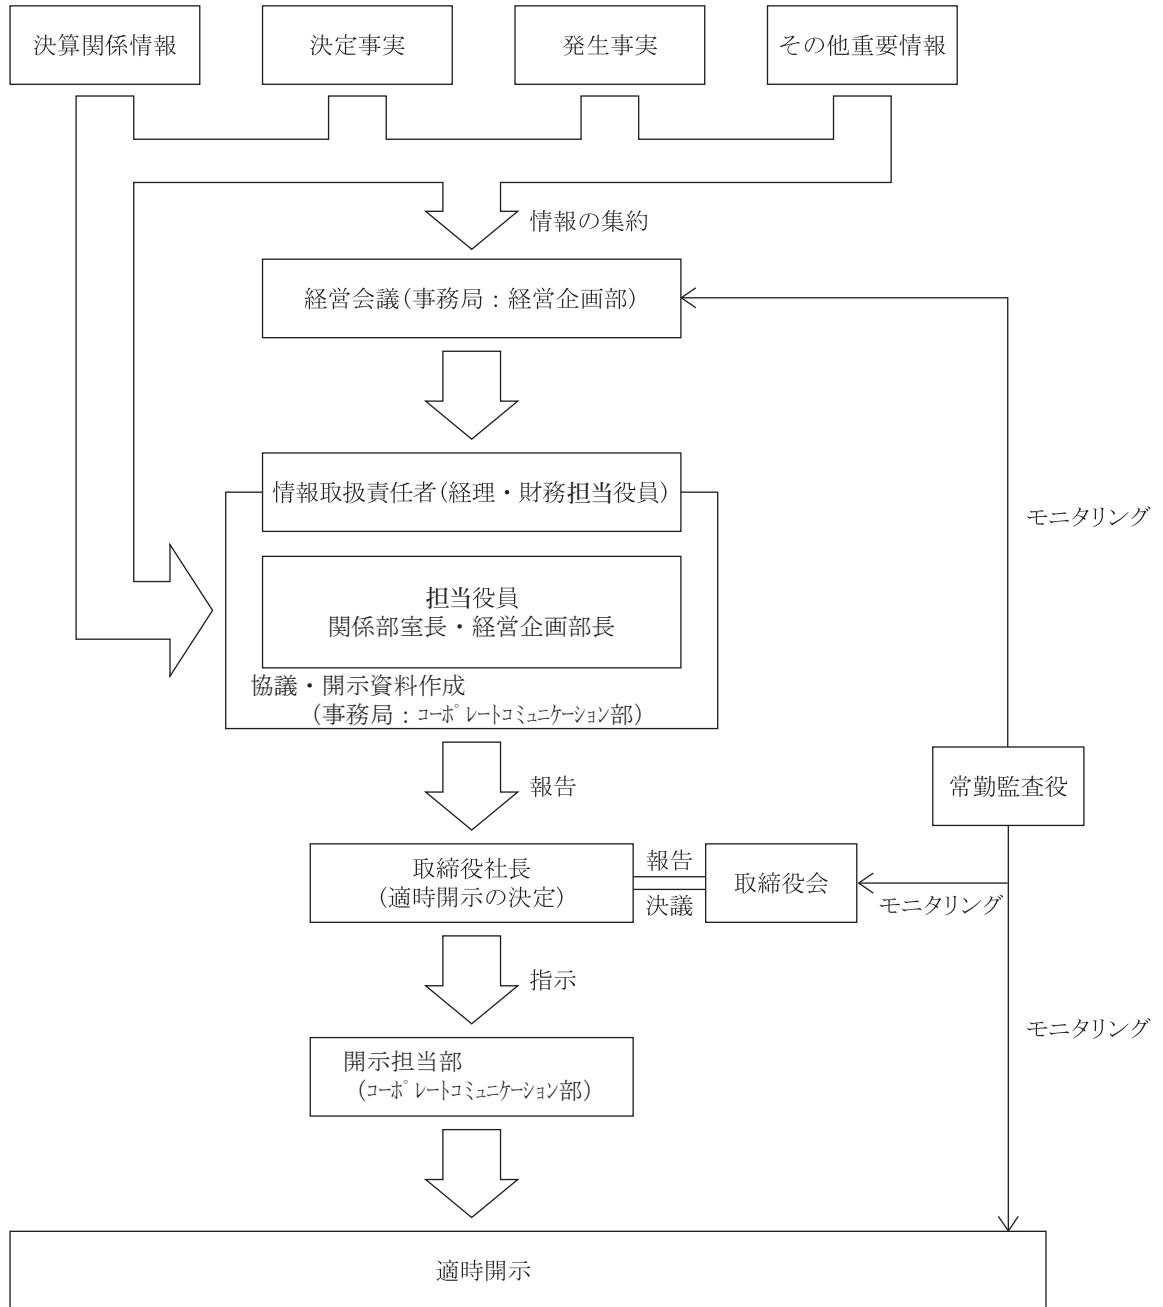 決算関係情報
決定事実
発生事実
その他重要情報
情報の集約
経営会議(事務局：経営企画部)
情報取扱責任者(経理・財務担当役員)
モニタリング
担当役員
関係部室長・経営企画部長
協議・開示資料作成
(事務局：ｺｰﾎﾟﾚｰﾄｺﾐｭﾆｹｰｼｮﾝ部)
報告
常勤監査役
取締役社長
(適時開示の決定)
報告
決議
取締役会
モニタリング
指示
モニタリング
開示担当部
(ｺｰﾎﾟﾚｰﾄｺﾐｭﾆｹｰｼｮﾝ部)
適時開示